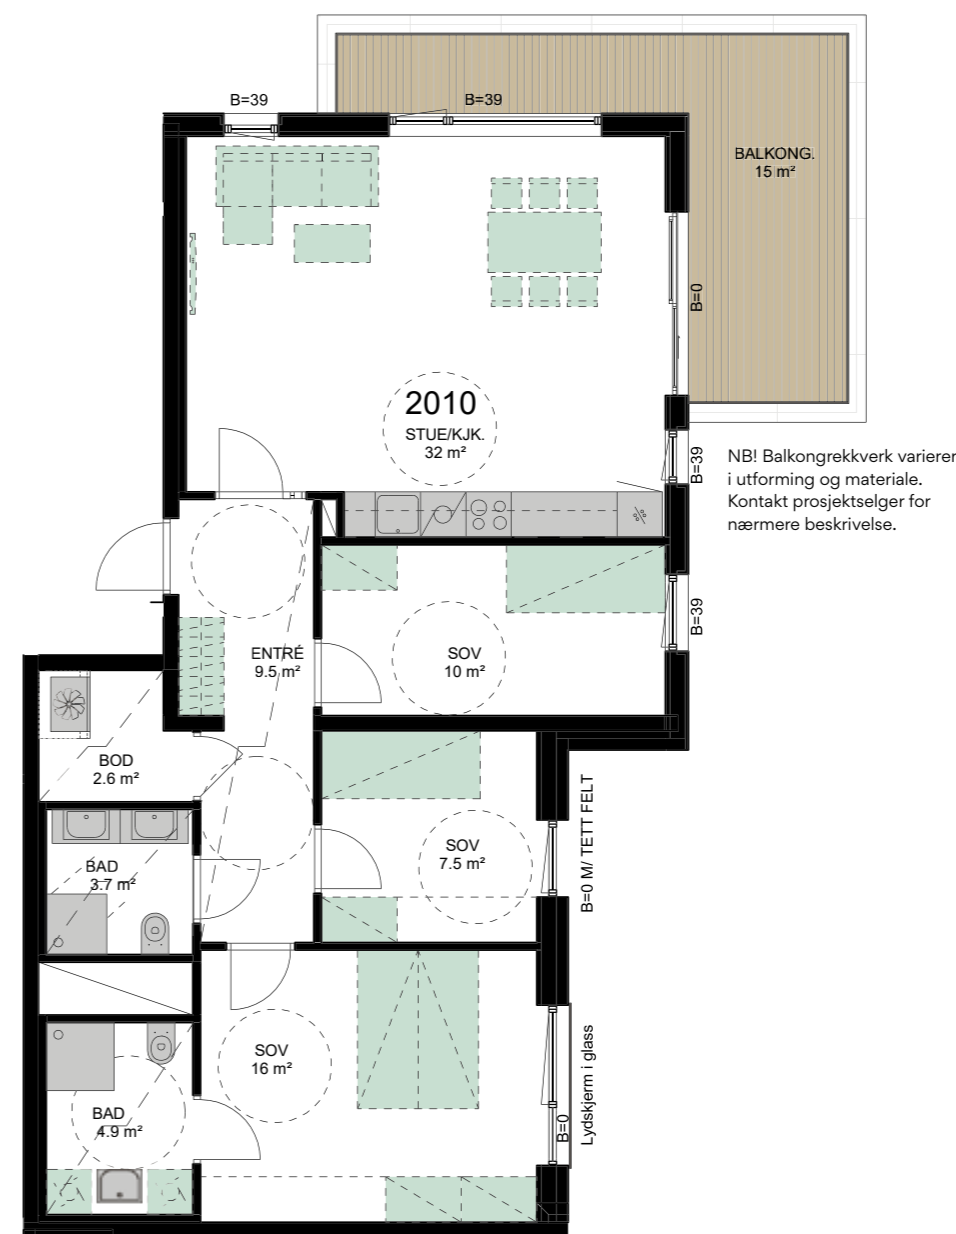 B=39
B=39
BALKONG.
15 m²
B=0
2010
STUE/KJK.
32 m²
B=39
NB! Balkongrekkverk varierer
i utforming og materiale.
Kontakt prosjektselger for
nærmere beskrivelse.
B=39
ENTRÉ
9.5 m²
SOV
10 m²
BOD
2.6 m²
B=0 M/ TETT FELT
SOV
7.5 m²
BAD
3.7 m²
SOV
16 m²
Lydskjerm i glass
B=0
BAD
4.9 m²